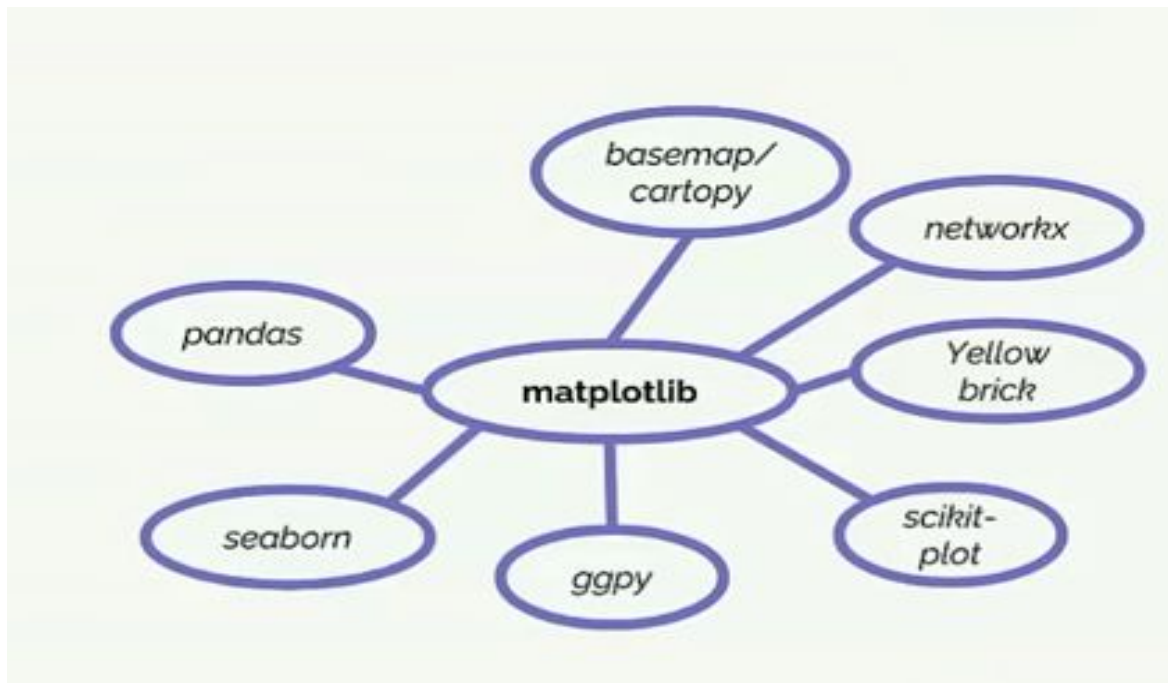 basemap/
cartopy
networkx
pandas
Yellow
brick
matplotlib
seaborn
scikit-
plot
ggpy